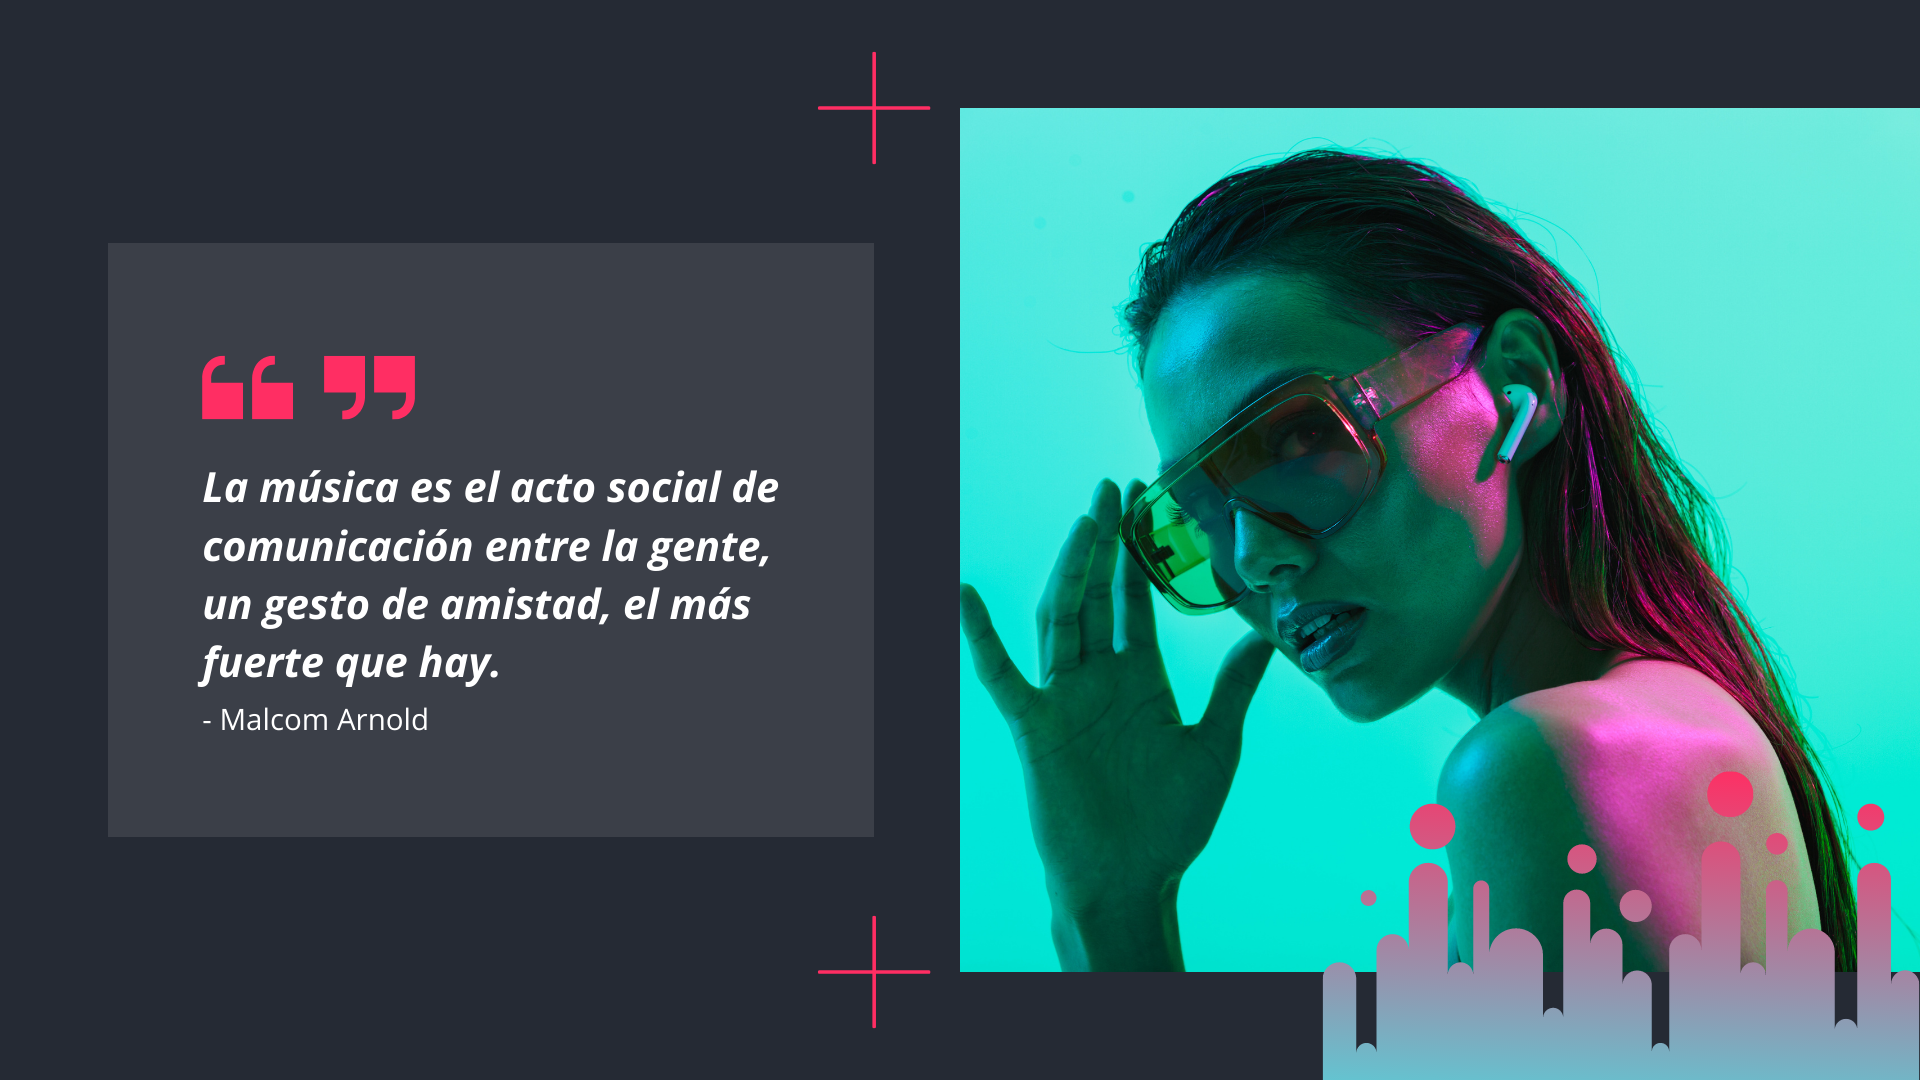 La música es el acto social de
comunicación entre la gente,
un gesto de amistad, el más
fuerte que hay.
- Malcom Arnold